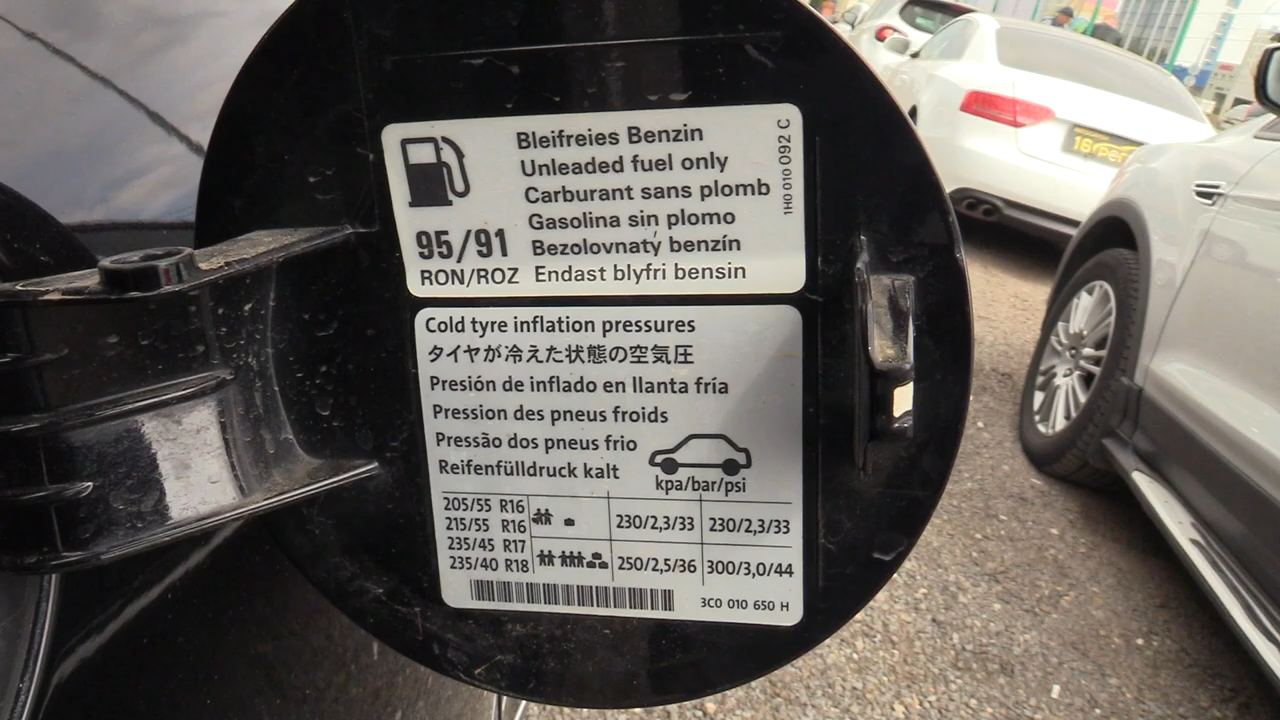 Bleifreies Benzin
Unleaded fuel only
Carburant sans plomb
Gasolina sin plomo
95/91 Bezolovnatý benzín
RON/ROZ Endast blyfri bensin
1H0 010 092 C
Cold tyre inflation pressures
タイヤが冷えた状態の空気圧
Presión de inflado en llanta fría
Pression des pneus froids
Pressão dos pneus frio
Reifenfülldruck kalt
kpa/bar/psi
205/55 R16
215/55 R16 230/2,3/33 230/2,3/33
235/45 R17
235/40 R18 250/2,5/36 300/3,0/44
3C0 010 650 H